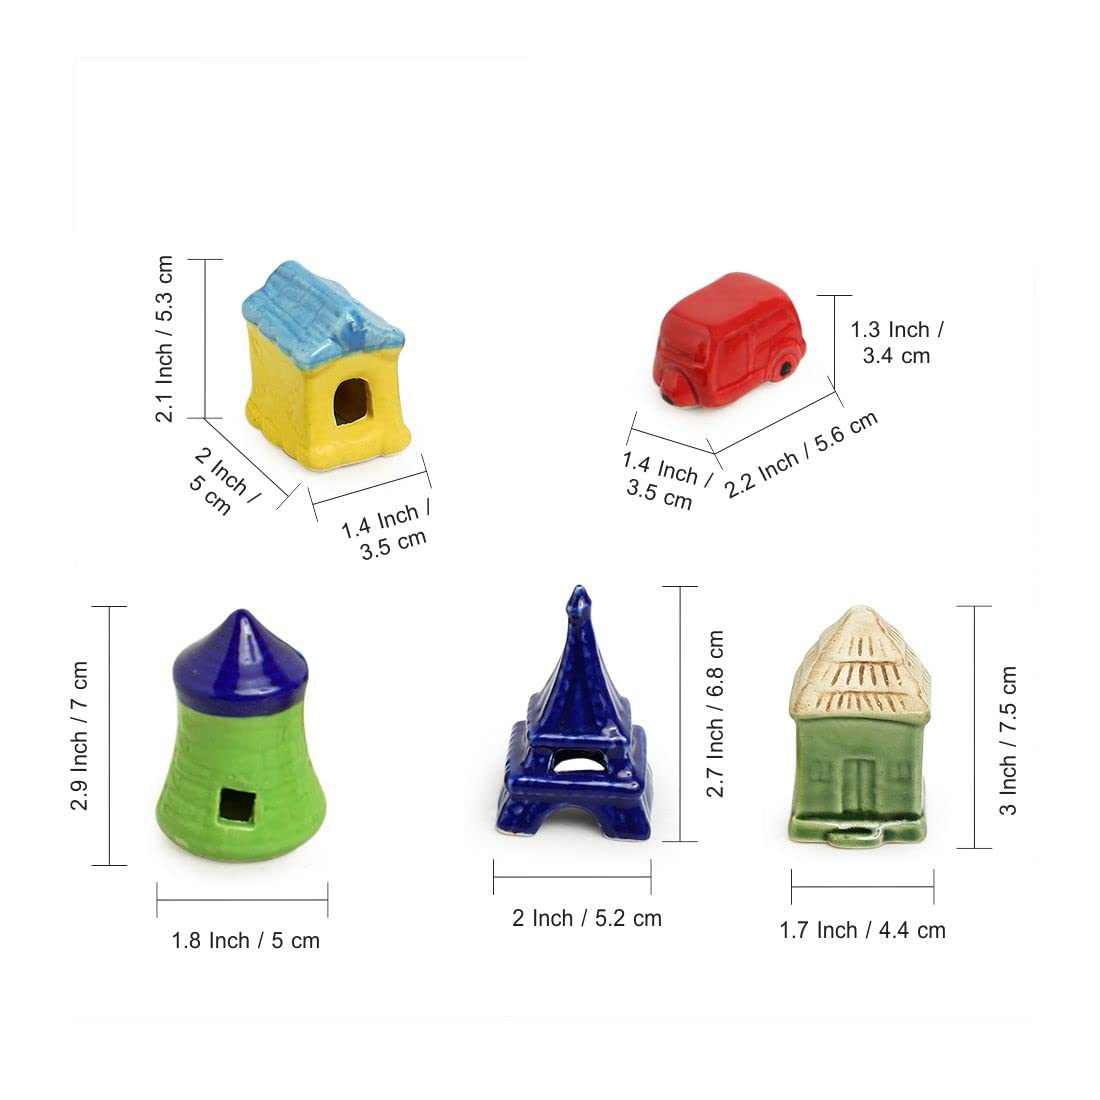 2.1 Inch / 5.3 cm
2 Inch /
5 cm
1.4 Inch /
3.5 cm
1.3 Inch /
3.4 cm
1.4 Inch /
3.5 cm
2.2 Inch / 5.6 cm
2.9 Inch / 7 cm
1.8 Inch / 5 cm
2.7 Inch / 6.8 cm
2 Inch / 5.2 cm
3 Inch / 7.5 cm
1.7 Inch / 4.4 cm